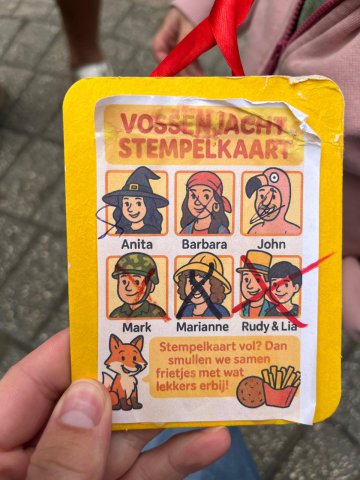 VOSSENJACHT
STEMPELKAART
Anita Barbara John
Mark Marianne Rudy & Lia
Stempelkaart vol? Dan
smullen we samen
frietjes met wat
lekkers erbij!